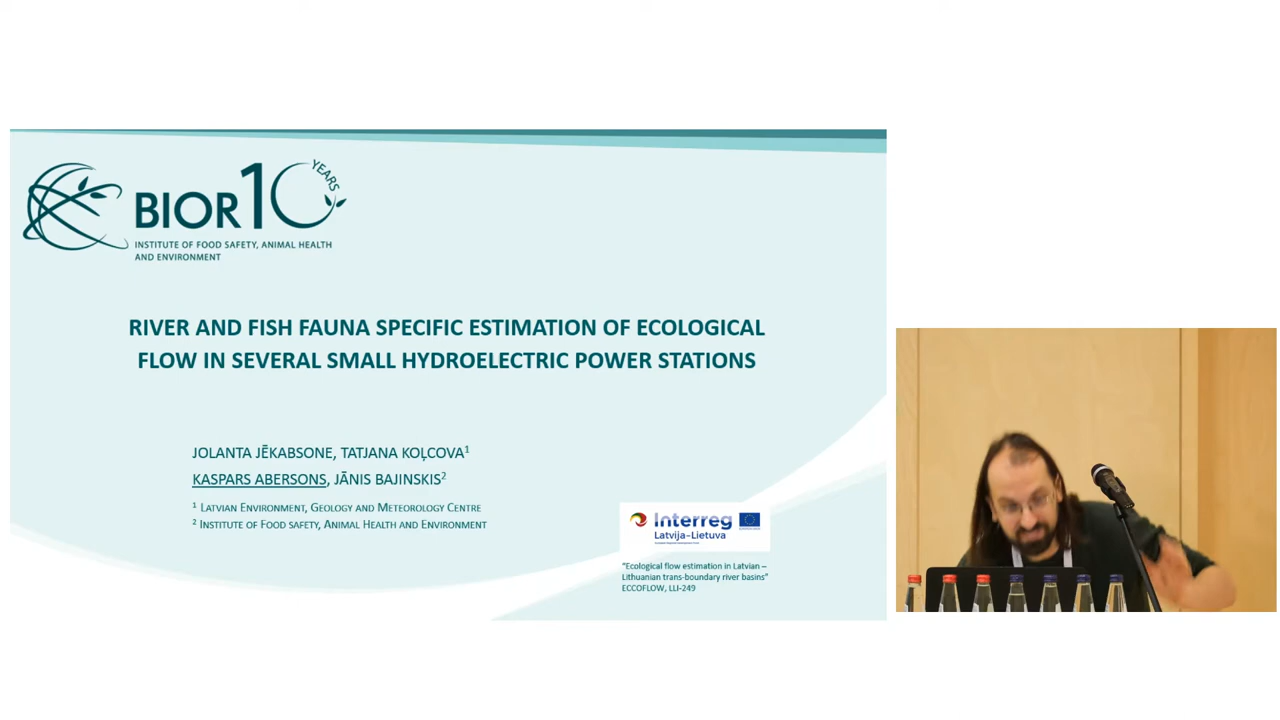 BIOR10
YEARS
INSTITUTE OF FOOD SAFETY, ANIMAL HEALTH
AND ENVIRONMENT
RIVER AND FISH FAUNA SPECIFIC ESTIMATION OF ECOLOGICAL
FLOW IN SEVERAL SMALL HYDROELECTRIC POWER STATIONS
JOLANTA JĒKABSONE, TATJANA KOĻCOVA¹
KASPARS ABERSONS, JĀNIS BAJINSKIS²
¹ LATVIAN ENVIRONMENT, GEOLOGY AND METEOROLOGY CENTRE
² INSTITUTE OF FOOD SAFETY, ANIMAL HEALTH AND ENVIRONMENT
Interreg
Latvija-Lietuva
"Ecological flow estimation in Latvian –
Lithuanian trans-boundary river basins"
ECCOFLOW, LLI-249